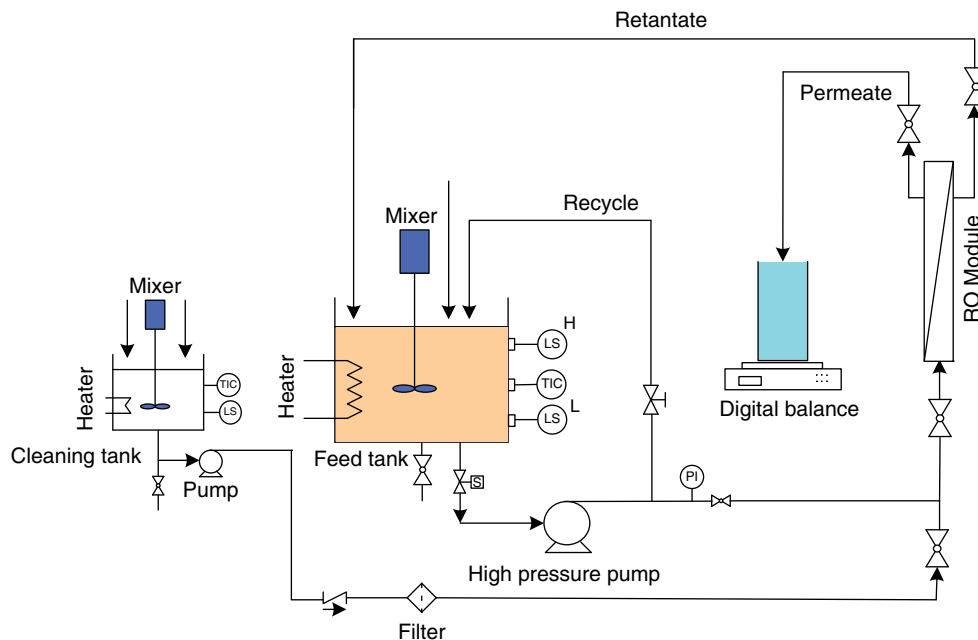 Retantate
Permeate
Recycle
Mixer
RO Module
Mixer
H
LS
TIC
L
LS
Heater
TIC
LS
Heater
Digital balance
Cleaning tank
Feed tank
Pump
S
PI
High pressure pump
Filter